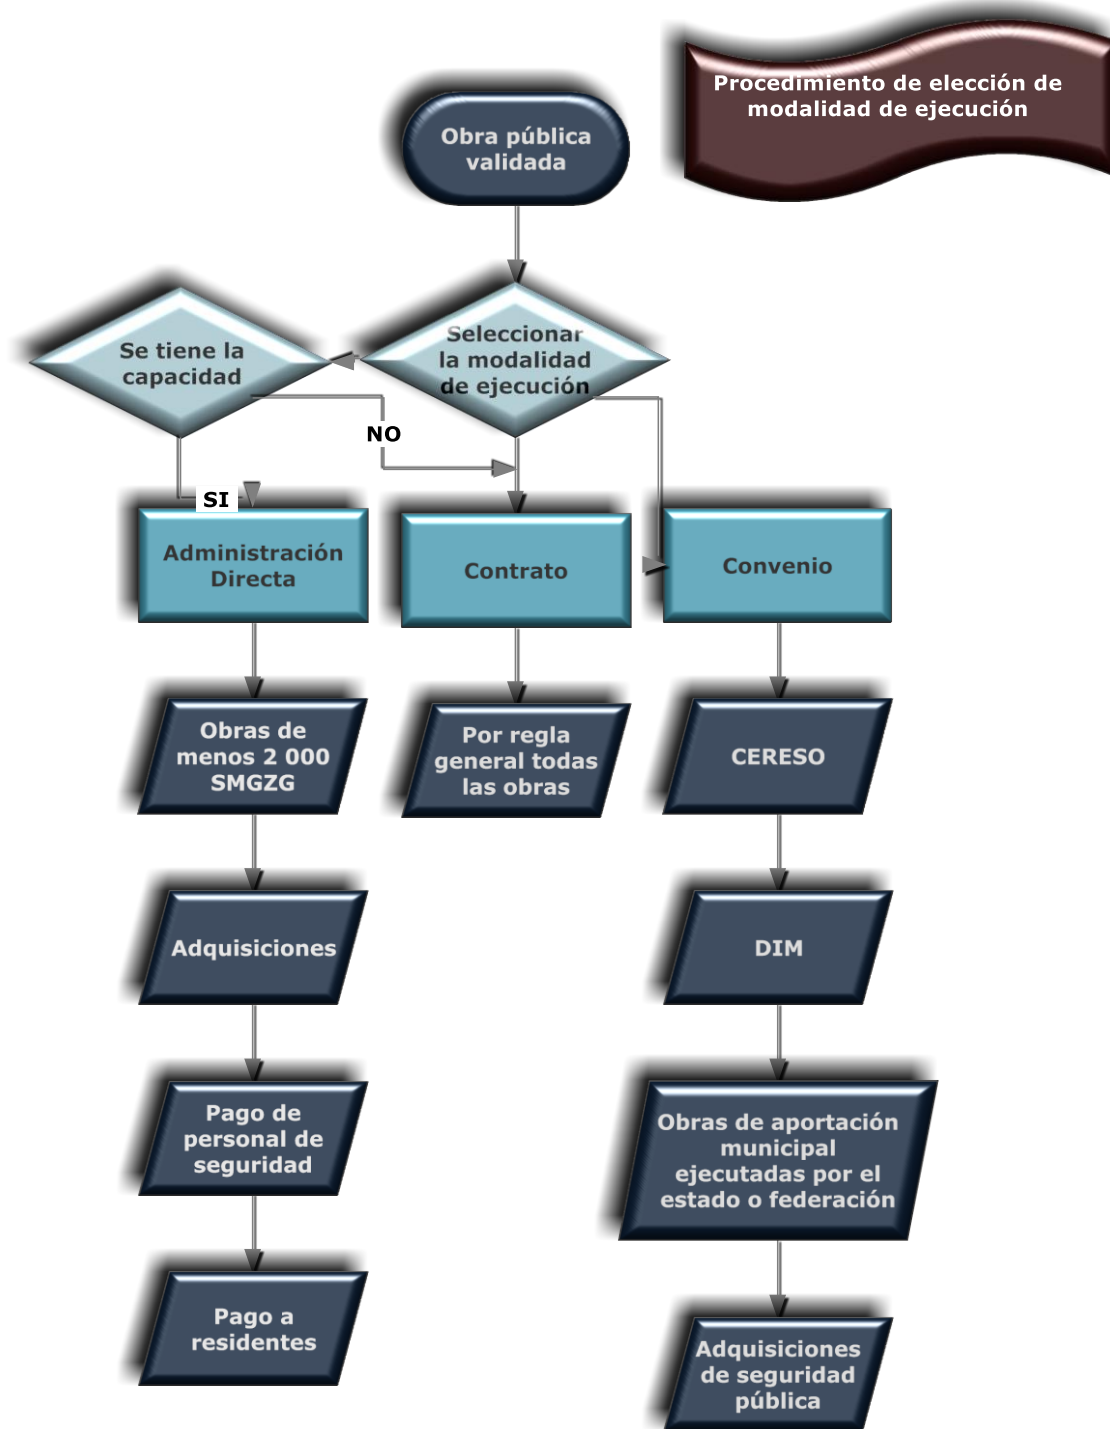 Procedimiento de elección de
modalidad de ejecución
Obra pública
validada
Se tiene la
capacidad
Seleccionar
la modalidad
de ejecución
NO
SI
Administración
Directa
Contrato
Convenio
Obras de
menos 2 000
SMGZG
Por regla
general todas
las obras
CERESO
Adquisiciones
DIM
Pago de
personal de
seguridad
Obras de aportación
municipal
ejecutadas por el
estado o federación
Pago a
residentes
Adquisiciones
de seguridad
pública